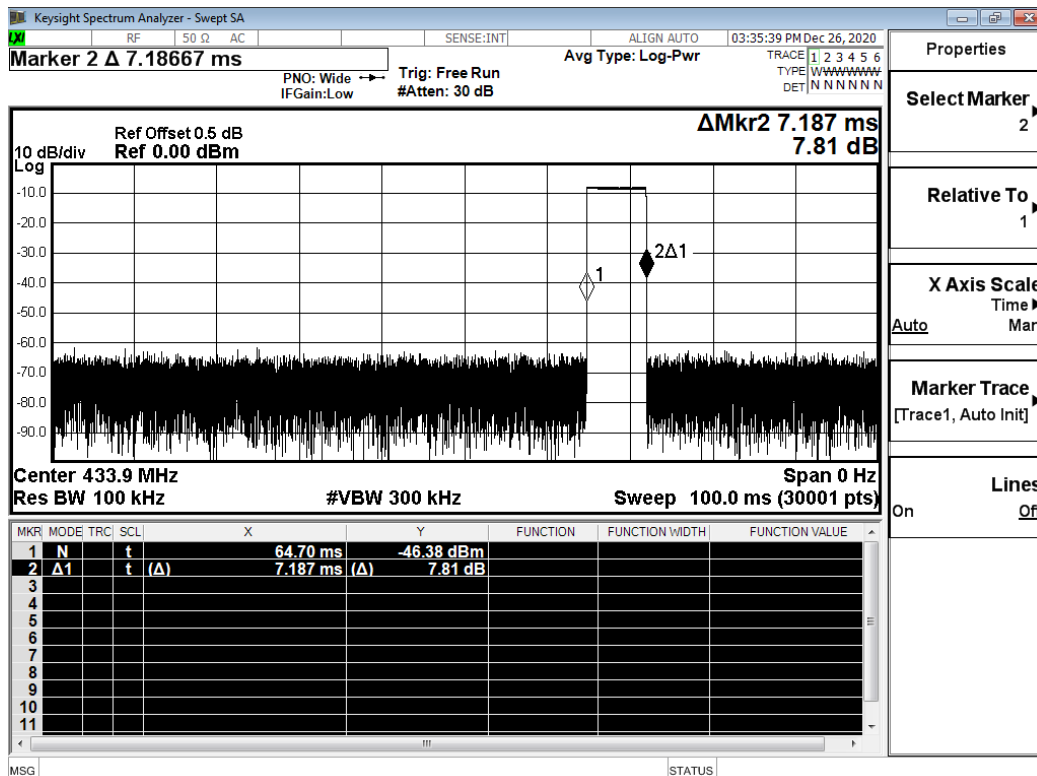 Keysight Spectrum Analyzer - Swept SA
LXI RF 50 Ω AC SENSE:INT ALIGN AUTO 03:35:39 PM Dec 26, 2020
Marker 2 Δ 7.18667 ms
PNO: Wide
IFGain:Low
Trig: Free Run
#Atten: 30 dB
Avg Type: Log-Pwr
TRACE 1 2 3 4 5 6
TYPE WWWWWW
DET N N N N N N
Ref Offset 0.5 dB
10 dB/div Ref 0.00 dBm
Log
ΔMkr2 7.187 ms
7.81 dB
-10.0
-20.0
-30.0
-40.0
-50.0
-60.0
-70.0
-80.0
-90.0
2Δ1
1
Center 433.9 MHz Span 0 Hz
Res BW 100 kHz #VBW 300 kHz Sweep 100.0 ms (30001 pts)
MKR MODE TRC SCL X Y FUNCTION FUNCTION WIDTH FUNCTION VALUE
1 N t 64.70 ms -46.38 dBm
2 Δ1 t (Δ) 7.187 ms (Δ) 7.81 dB
3
4
5
6
7
8
9
10
11
MSG STATUS
Properties
Select Marker
2
Relative To
1
X Axis Scale
Time
Auto Man
Marker Trace
[Trace1, Auto Init]
Lines
On Off